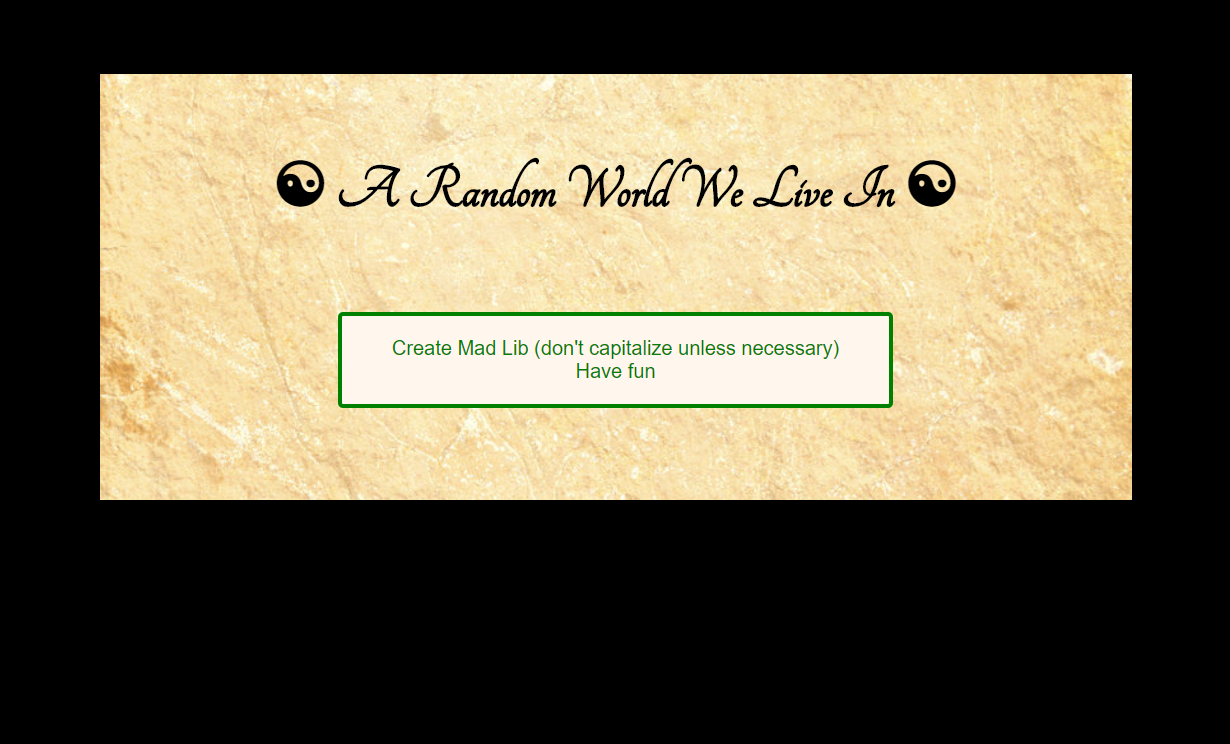 ☯ A Random World We Live In ☯
Create Mad Lib (don't capitalize unless necessary)
Have fun